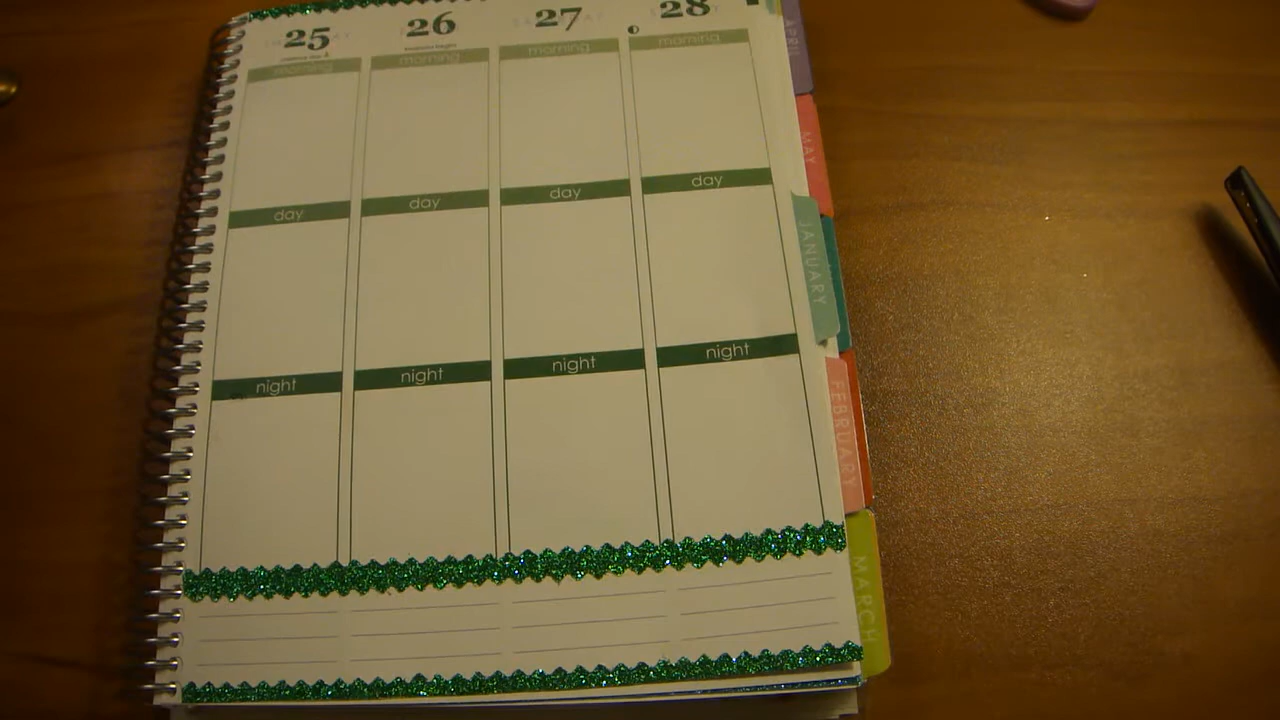 25 26 27 28
morning morning morning morning
day day day day
night night night night
APRIL
MAY
JANUARY
FEBRUARY
MARCH